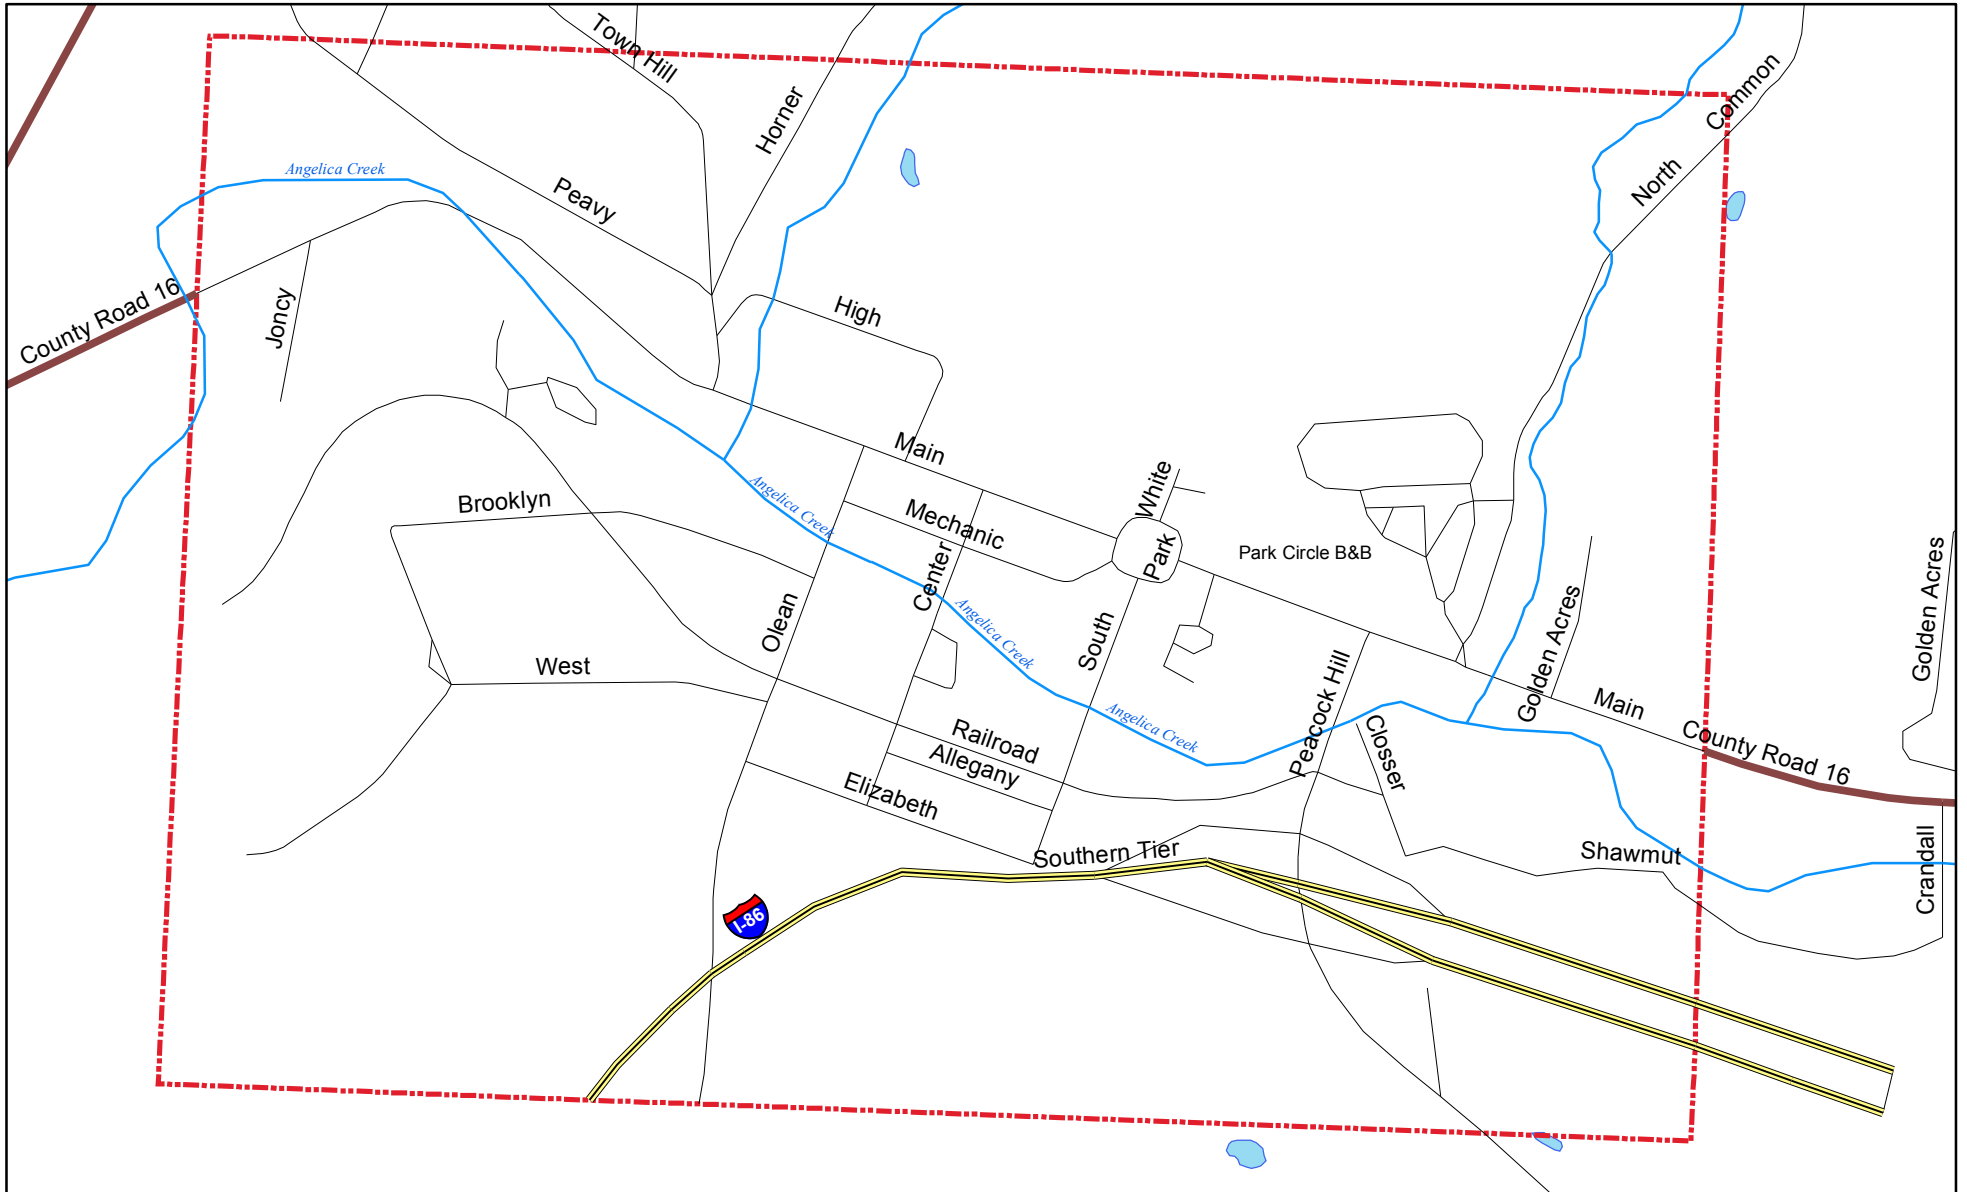 Town Hill
Common
Horner
Angelica Creek
North
Peavy
County Road 16
Joncy
High
Main
White
Brooklyn
Angelica Creek
Mechanic
Park
Park Circle B&B
Center
Olean
Angelica Creek
South
Golden Acres
Golden Acres
West
Peacock Hill
Angelica Creek
Main
Railroad
Closser
County Road 16
Allegany
Elizabeth
Southern Tier
Shawmut
Crandall
I-86